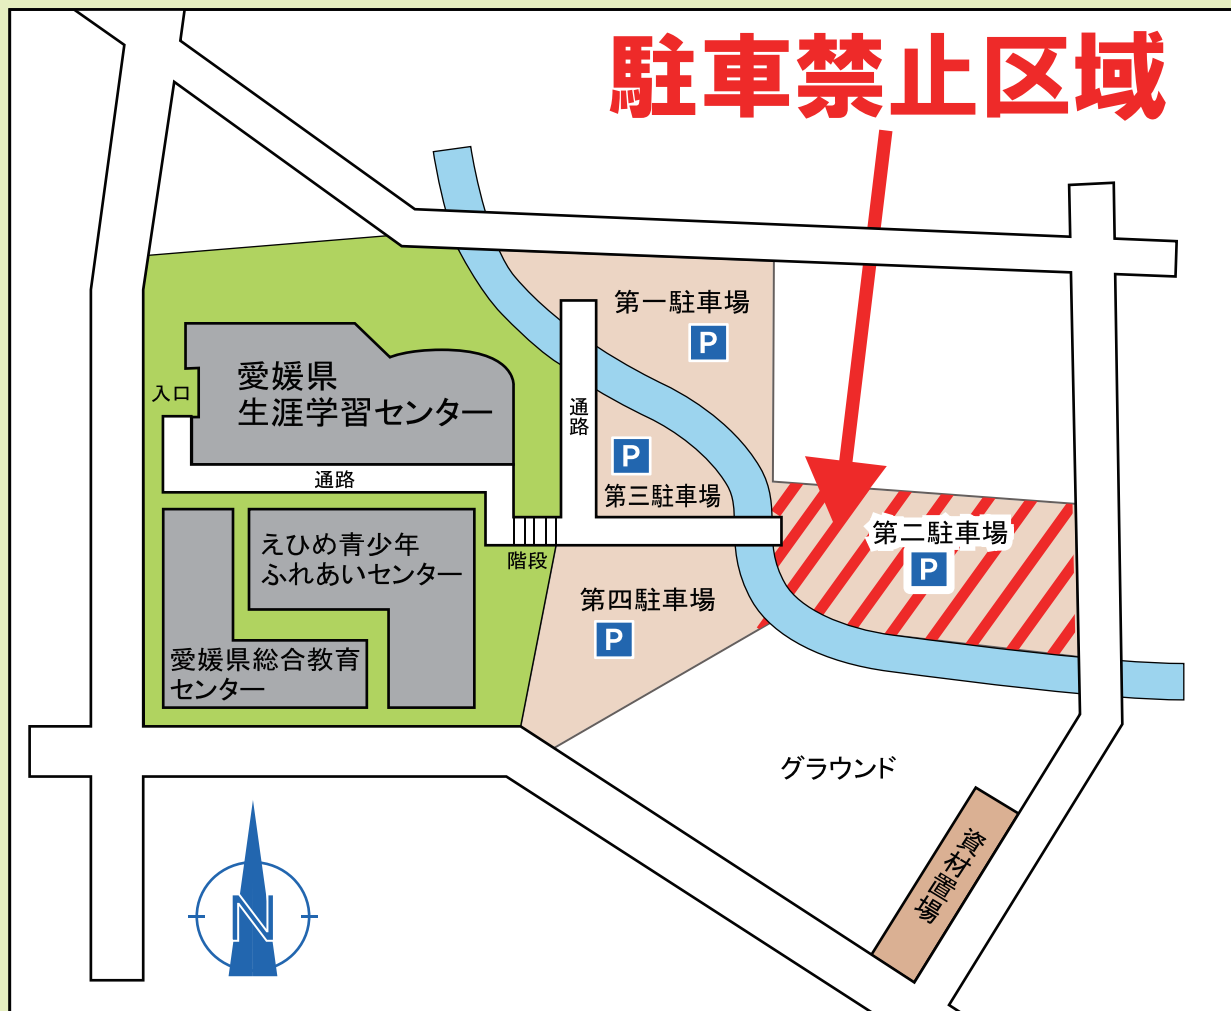 駐車禁止区域
第一駐車場
P
入口
愛媛県
生涯学習センター
通路
P
第三駐車場
通路
第二駐車場
P
えひめ青少年
ふれあいセンター
階段
第四駐車場
P
愛媛県総合教育
センター
グラウンド
資材置場
N